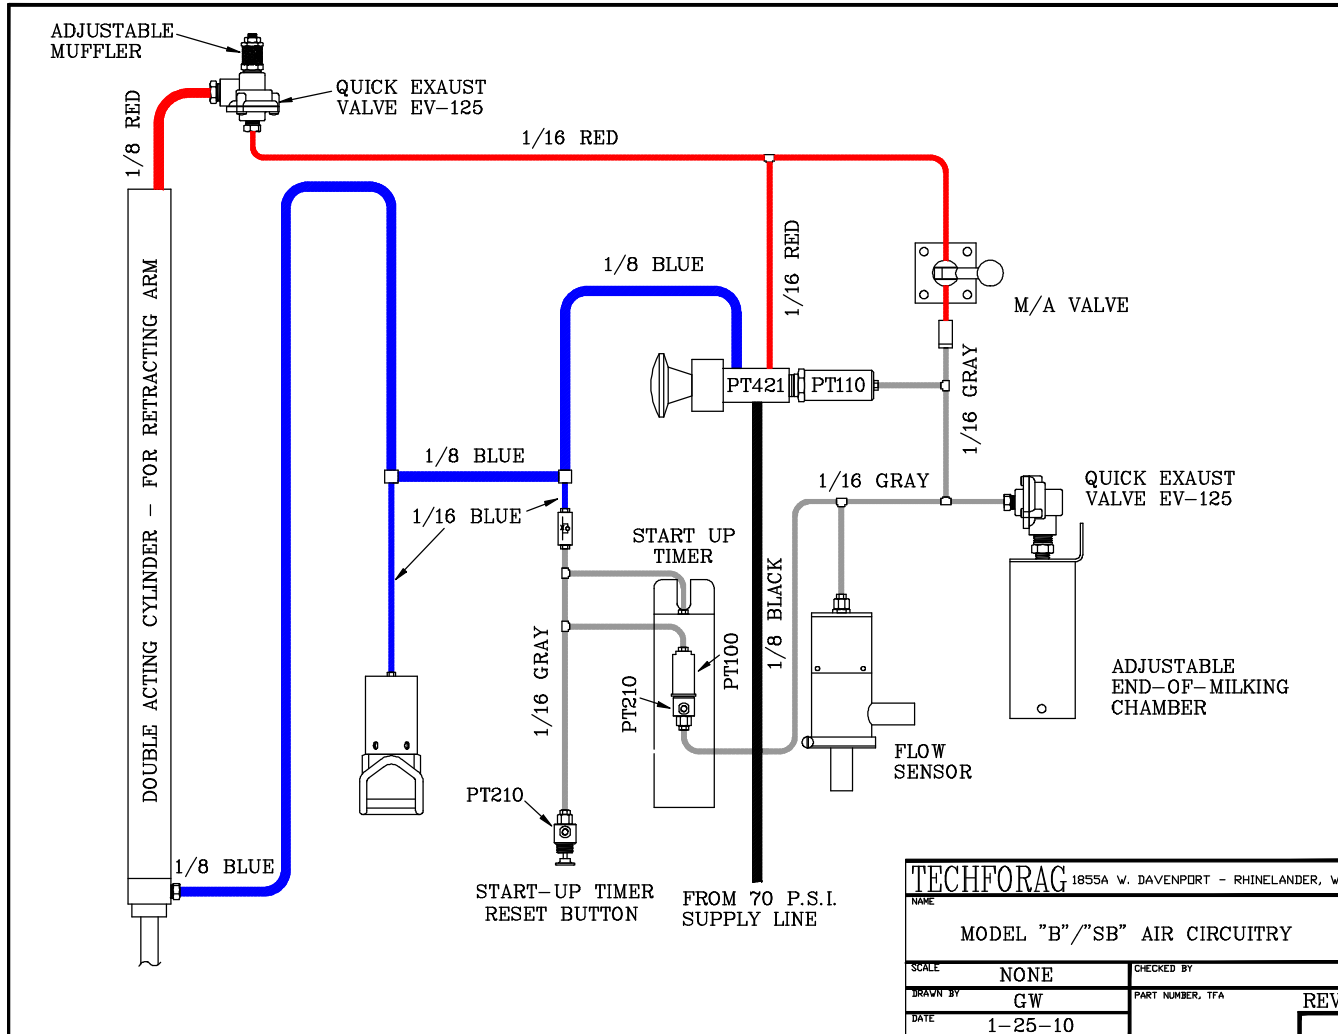 ADJUSTABLE
MUFFLER
QUICK EXAUST
VALVE EV-125
1/8 RED
1/16 RED
1/16 RED
1/8 BLUE
M/A VALVE
DOUBLE ACTING CYLINDER - FOR RETRACTING ARM
PT421
PT110
1/16 GRAY
1/8 BLUE
1/16 GRAY
QUICK EXAUST
VALVE EV-125
1/16 BLUE
START UP
TIMER
1/8 BLACK
1/16 GRAY
PT100
PT210
ADJUSTABLE
END-OF-MILKING
CHAMBER
FLOW
SENSOR
PT210
1/8 BLUE
START-UP TIMER
RESET BUTTON
FROM 70 P.S.I.
SUPPLY LINE
TECHFORAG 1855A W. DAVENPORT - RHINELANDER, W
NAME
MODEL "B"/"SB" AIR CIRCUITRY
SCALE NONE CHECKED BY
DRAWN BY GW PART NUMBER, TFA REV
DATE 1-25-10